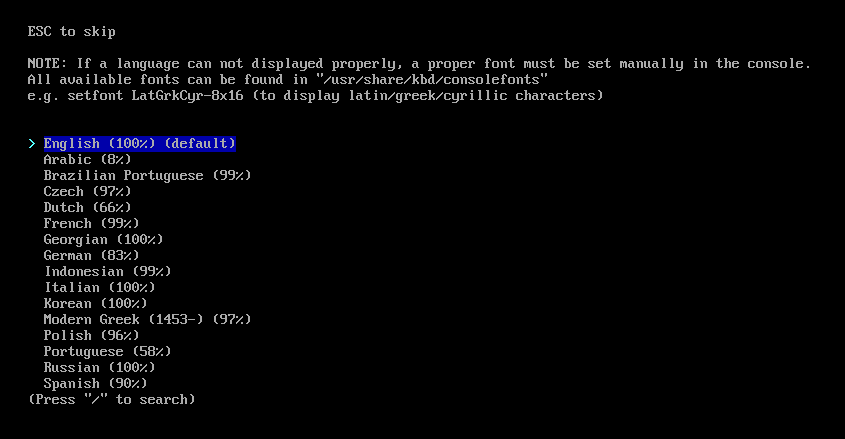 ESC to skip
NOTE: If a language can not displayed properly, a proper font must be set manually in the console.
All available fonts can be found in "/usr/share/kbd/consolefonts"
e.g. setfont LatGrkCyr-8x16 (to display latin/greek/cyrillic characters)
> English (100%) (default)
Arabic (8%)
Brazilian Portuguese (99%)
Czech (97%)
Dutch (66%)
French (99%)
Georgian (100%)
German (83%)
Indonesian (99%)
Italian (100%)
Korean (100%)
Modern Greek (1453-) (97%)
Polish (96%)
Portuguese (58%)
Russian (100%)
Spanish (90%)
(Press "/" to search)